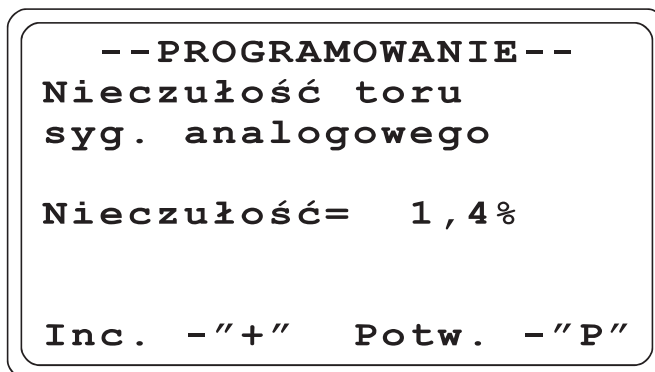 --PROGRAMOWANIE--
Nieczułość toru
syg. analogowego
Nieczułość= 1,4%
Inc. -"+" Potw. -"P"